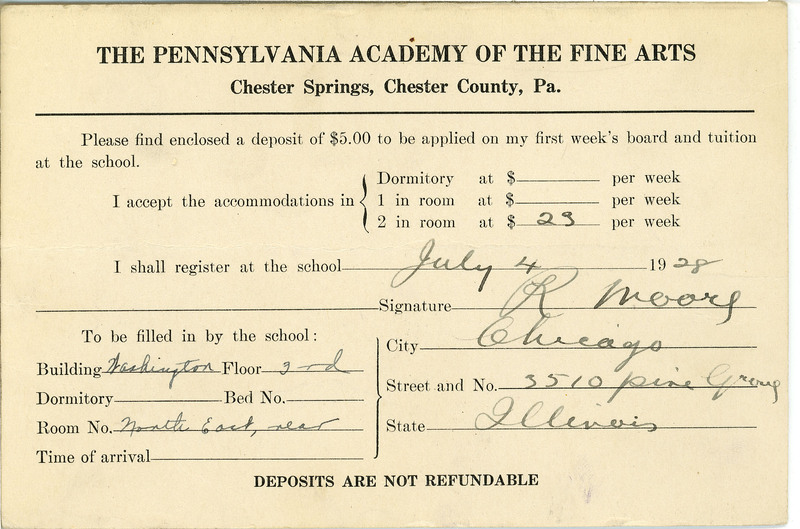 THE PENNSYLVANIA ACADEMY OF THE FINE ARTS
Chester Springs, Chester County, Pa.
Please find enclosed a deposit of $5.00 to be applied on my first week's board and tuition
at the school.
I accept the accommodations in
Dormitory at $ per week
1 in room at $ per week
2 in room at $ 23 per week
I shall register at the school July 4 1928
Signature R Moore
To be filled in by the school:
Building Washington Floor 3rd
Dormitory Bed No.
Room No. North East, rear
Time of arrival
City Chicago
Street and No. 3510 pine Grove
State Illinois
DEPOSITS ARE NOT REFUNDABLE